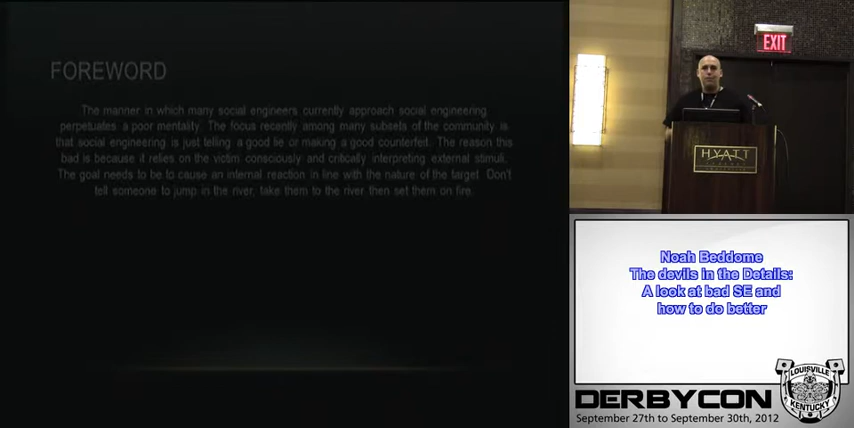 FOREWORD
The manner in which many social engineers currently approach social engineering
perpetuates a poor mentality. The focus recently among many subsets of the community is
that social engineering is just telling a good lie or making a good counterfeit. The reason this
bad is because it relies on the victim consciously and critically interpreting external stimuli.
The goal needs to be to cause an internal reaction in line with the nature of the target. Don't
tell someone to jump in the river, take them to the river then set them on fire.
EXIT
HYATT
Noah Beddome
The devils in the Details:
A look at bad SE and
how to do better
DERBYCON
LOUISVILLE
KENTUCKY
September 27th to September 30th, 2012